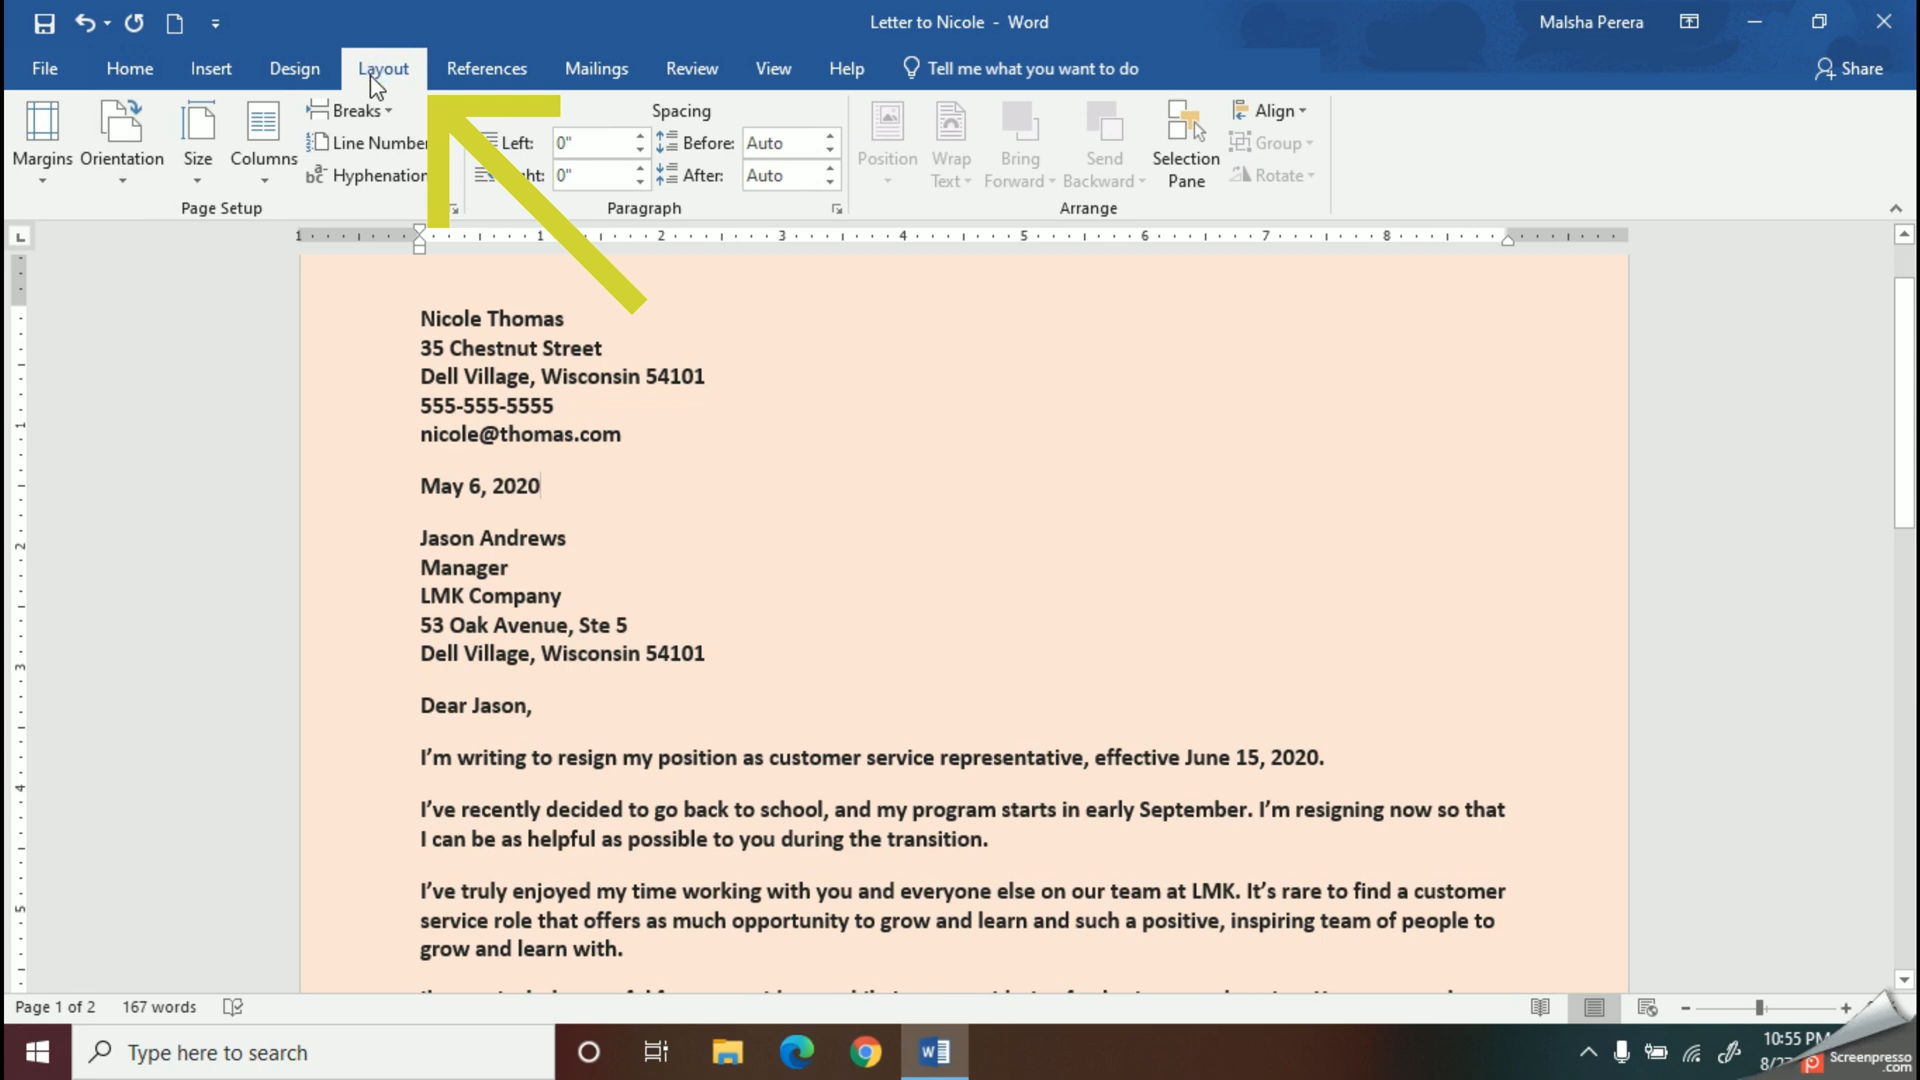 Letter to Nicole - Word
Malsha Perera
File Home Insert Design Layout References Mailings Review View Help Tell me what you want to do Share
Margins Orientation Size Columns
Breaks
Line Number
Hyphenation
Page Setup
Spacing
Left: 0" Before: Auto
0" After: Auto
Paragraph
Position Wrap Text Bring Forward Send Backward Selection Pane
Align
Group
Rotate
Arrange
1 1 2 3 4 5 6 7 8
Nicole Thomas
35 Chestnut Street
Dell Village, Wisconsin 54101
555-555-5555
nicole@thomas.com
May 6, 2020
Jason Andrews
Manager
LMK Company
53 Oak Avenue, Ste 5
Dell Village, Wisconsin 54101
Dear Jason,
I’m writing to resign my position as customer service representative, effective June 15, 2020.
I’ve recently decided to go back to school, and my program starts in early September. I’m resigning now so that
I can be as helpful as possible to you during the transition.
I’ve truly enjoyed my time working with you and everyone else on our team at LMK. It’s rare to find a customer
service role that offers as much opportunity to grow and learn and such a positive, inspiring team of people to
grow and learn with.
Page 1 of 2 167 words
Type here to search
10:55 PM
Screenpresso
.com